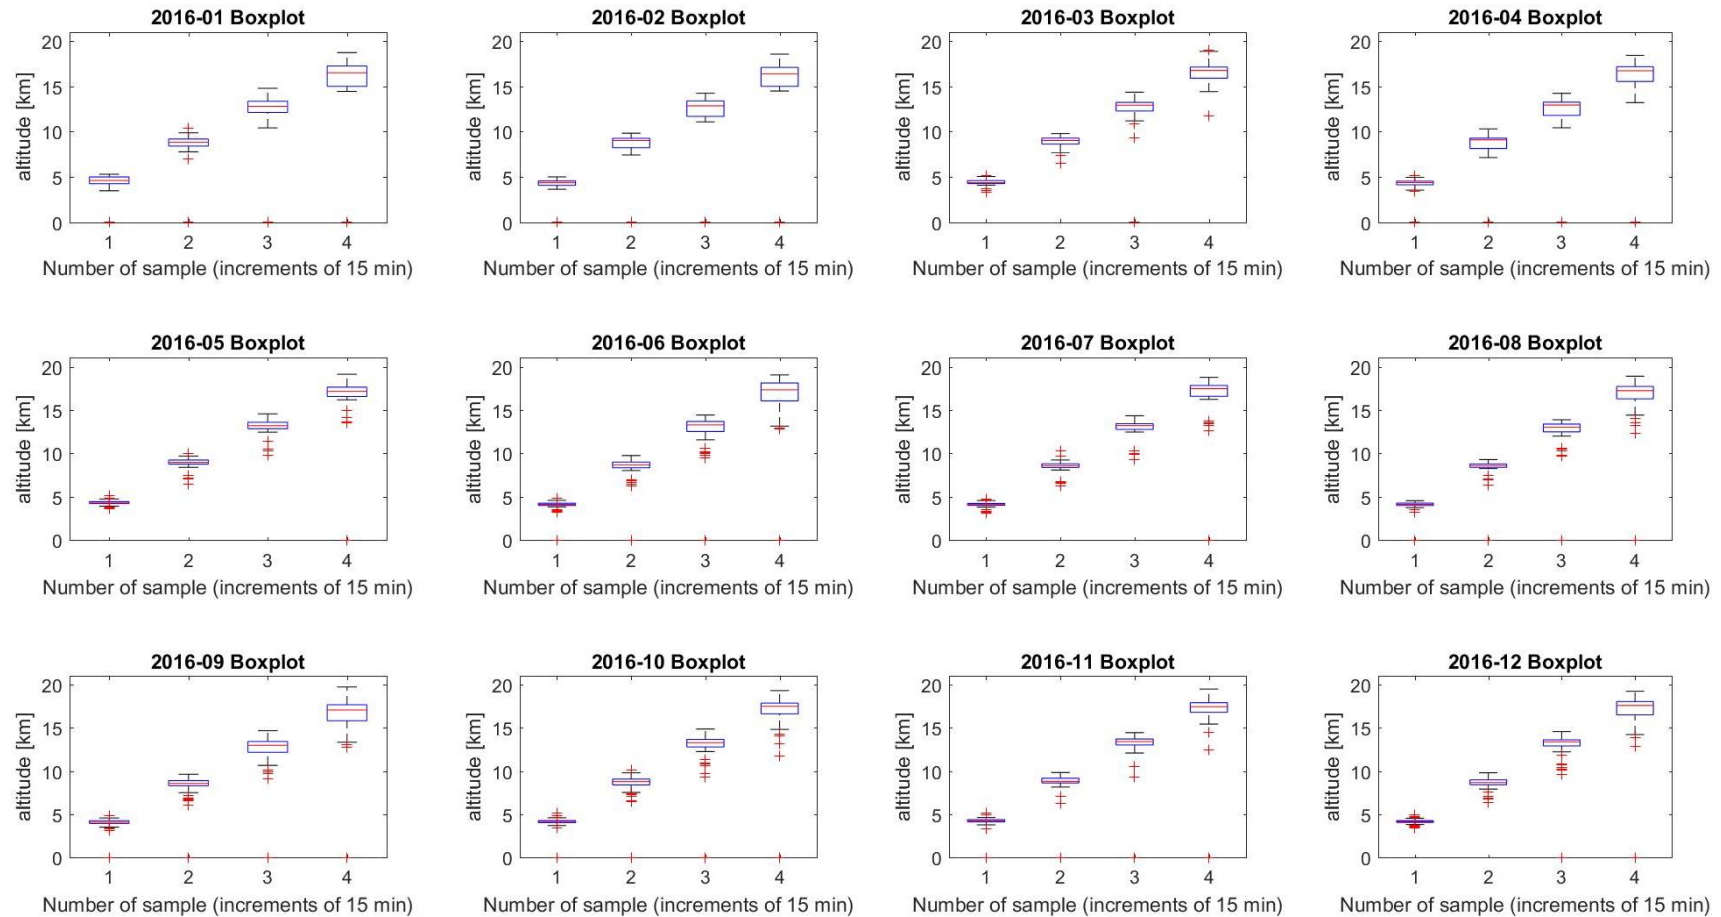 2016-01 Boxplot
20
15
10
5
0
altitude [km]
1 2 3 4
Number of sample (increments of 15 min)
2016-02 Boxplot
20
15
10
5
0
altitude [km]
1 2 3 4
Number of sample (increments of 15 min)
2016-03 Boxplot
20
15
10
5
0
altitude [km]
1 2 3 4
Number of sample (increments of 15 min)
2016-04 Boxplot
20
15
10
5
0
altitude [km]
1 2 3 4
Number of sample (increments of 15 min)
2016-05 Boxplot
20
15
10
5
0
altitude [km]
1 2 3 4
Number of sample (increments of 15 min)
2016-06 Boxplot
20
15
10
5
0
altitude [km]
1 2 3 4
Number of sample (increments of 15 min)
2016-07 Boxplot
20
15
10
5
0
altitude [km]
1 2 3 4
Number of sample (increments of 15 min)
2016-08 Boxplot
20
15
10
5
0
altitude [km]
1 2 3 4
Number of sample (increments of 15 min)
2016-09 Boxplot
20
15
10
5
0
altitude [km]
1 2 3 4
Number of sample (increments of 15 min)
2016-10 Boxplot
20
15
10
5
0
altitude [km]
1 2 3 4
Number of sample (increments of 15 min)
2016-11 Boxplot
20
15
10
5
0
altitude [km]
1 2 3 4
Number of sample (increments of 15 min)
2016-12 Boxplot
20
15
10
5
0
altitude [km]
1 2 3 4
Number of sample (increments of 15 min)